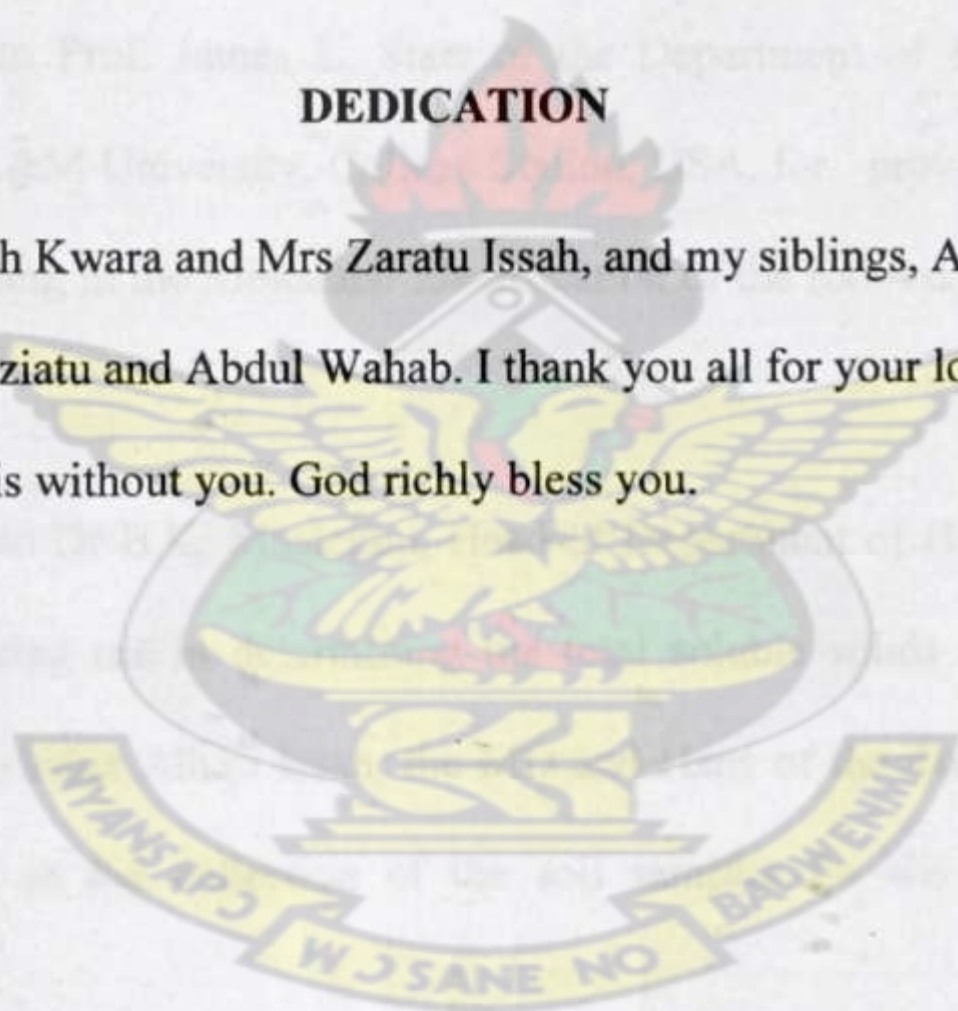 DEDICATION
h Kwara and Mrs Zaratu Issah, and my siblings, A
ziatu and Abdul Wahab. I thank you all for your lo
s without you. God richly bless you.
NYANSAPƆ
WƆSANE NO
BADWENMA